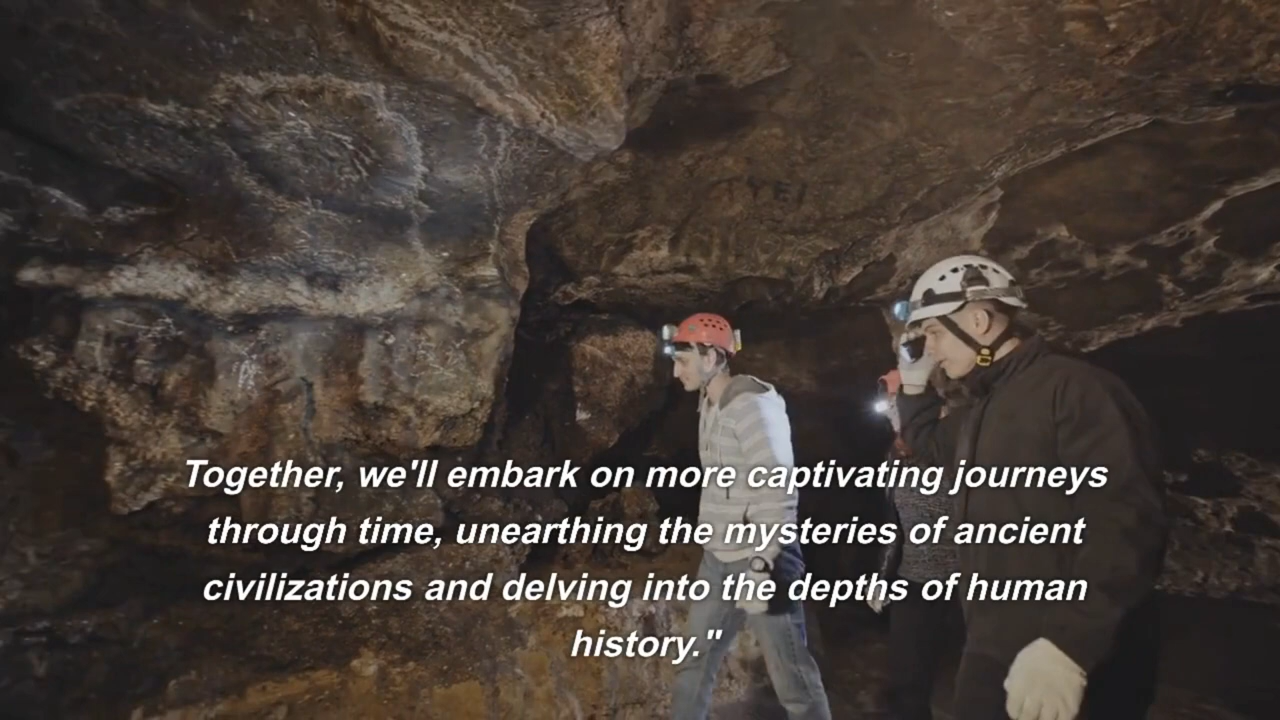 Together, we'll embark on more captivating journeys
through time, unearthing the mysteries of ancient
civilizations and delving into the depths of human
history."